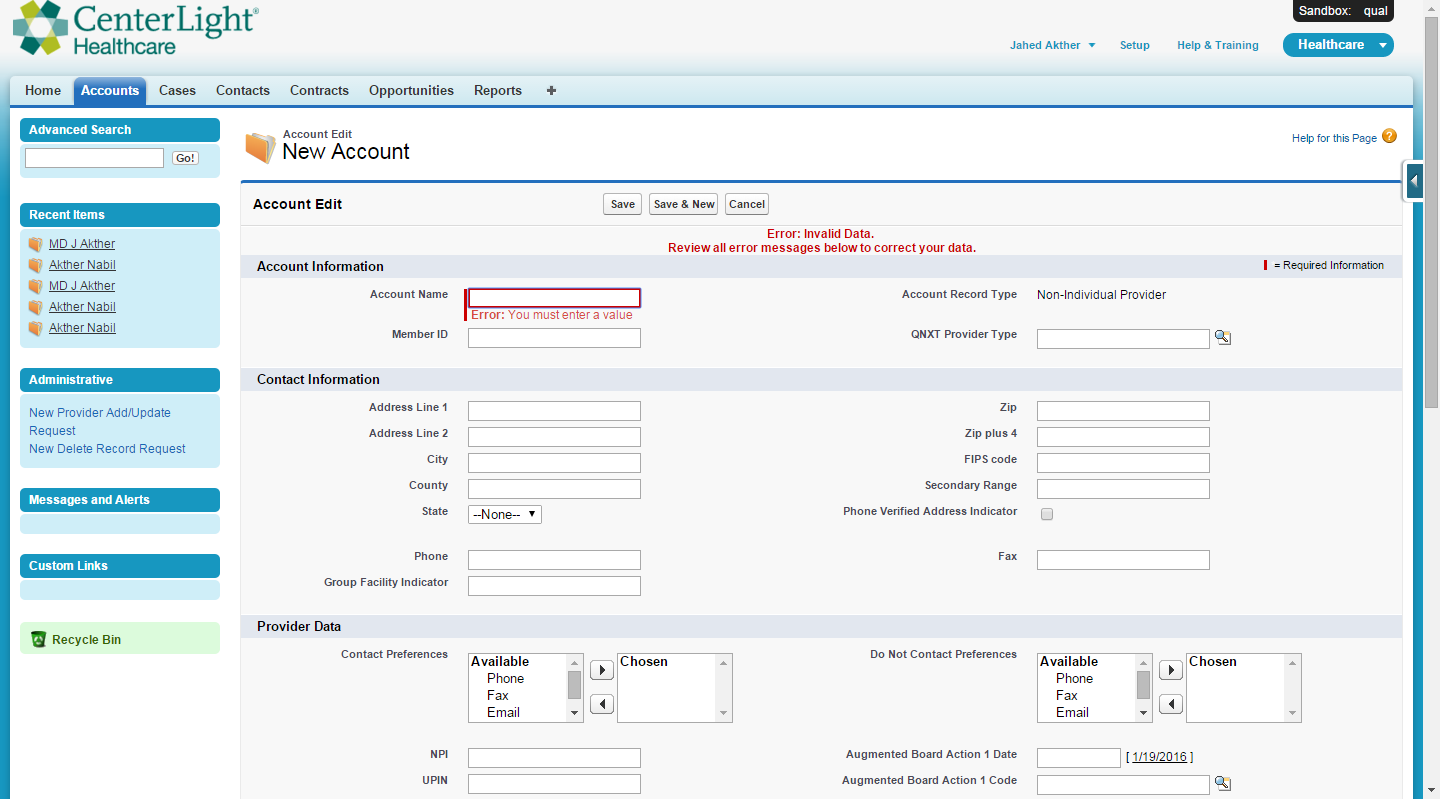 CenterLight®
Healthcare
Sandbox: qual
Jahed Akther Setup Help & Training Healthcare
Home Accounts Cases Contacts Contracts Opportunities Reports +
Advanced Search
Go!
Recent Items
MD J Akther
Akther Nabil
MD J Akther
Akther Nabil
Akther Nabil
Administrative
New Provider Add/Update
Request
New Delete Record Request
Messages and Alerts
Custom Links
Recycle Bin
Account Edit
New Account
Help for this Page ?
Account Edit Save Save & New Cancel
Error: Invalid Data.
Review all error messages below to correct your data.
Account Information = Required Information
Account Name Account Record Type Non-Individual Provider
Error: You must enter a value
Member ID QNXT Provider Type
Contact Information
Address Line 1 Zip
Address Line 2 Zip plus 4
City FIPS code
County Secondary Range
State --None-- Phone Verified Address Indicator
Phone Fax
Group Facility Indicator
Provider Data
Contact Preferences Available Chosen Do Not Contact Preferences Available Chosen
Phone Phone
Fax Fax
Email Email
NPI Augmented Board Action 1 Date [ 1/19/2016 ]
UPIN Augmented Board Action 1 Code